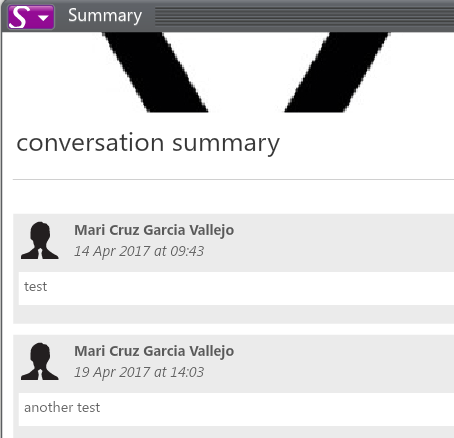 S Summary
conversation summary
Mari Cruz Garcia Vallejo
14 Apr 2017 at 09:43
test
Mari Cruz Garcia Vallejo
19 Apr 2017 at 14:03
another test